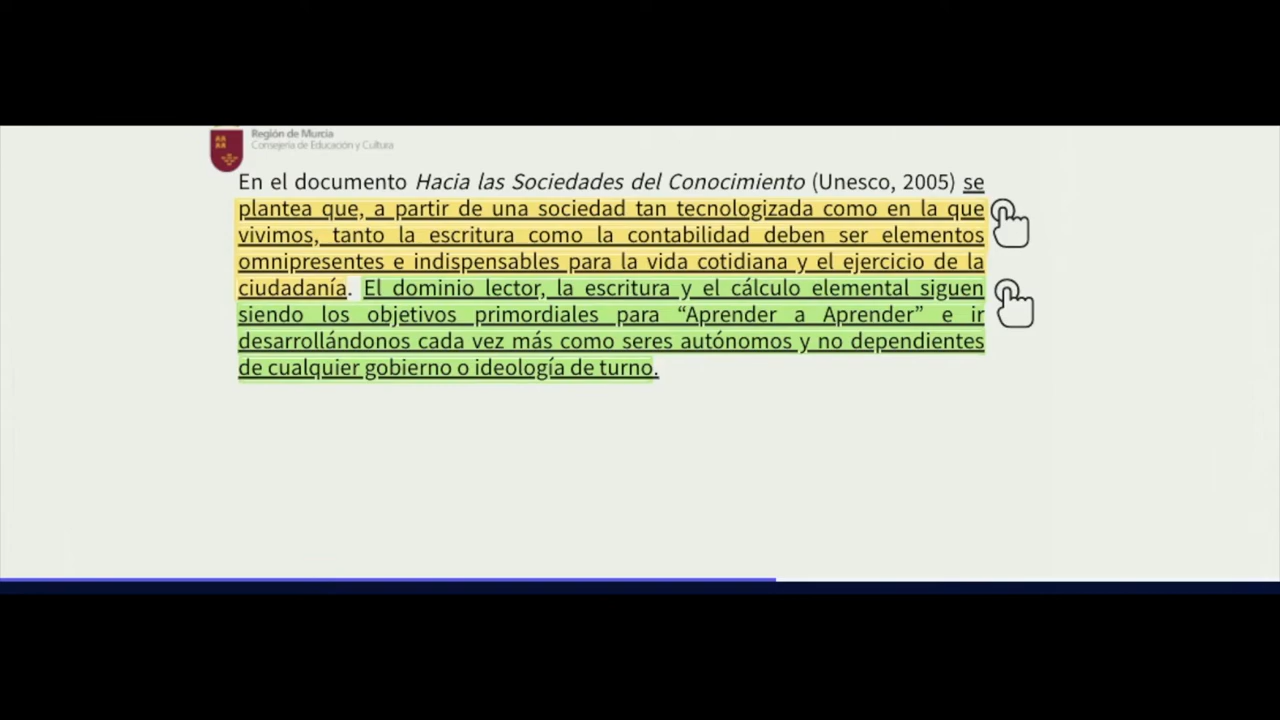 Región de Murcia
Consejería de Educación y Cultura
En el documento Hacia las Sociedades del Conocimiento (Unesco, 2005) se
plantea que, a partir de una sociedad tan tecnologizada como en la que
vivimos, tanto la escritura como la contabilidad deben ser elementos
omnipresentes e indispensables para la vida cotidiana y el ejercicio de la
ciudadanía. El dominio lector, la escritura y el cálculo elemental siguen
siendo los objetivos primordiales para “Aprender a Aprender” e ir
desarrollándonos cada vez más como seres autónomos y no dependientes
de cualquier gobierno o ideología de turno.